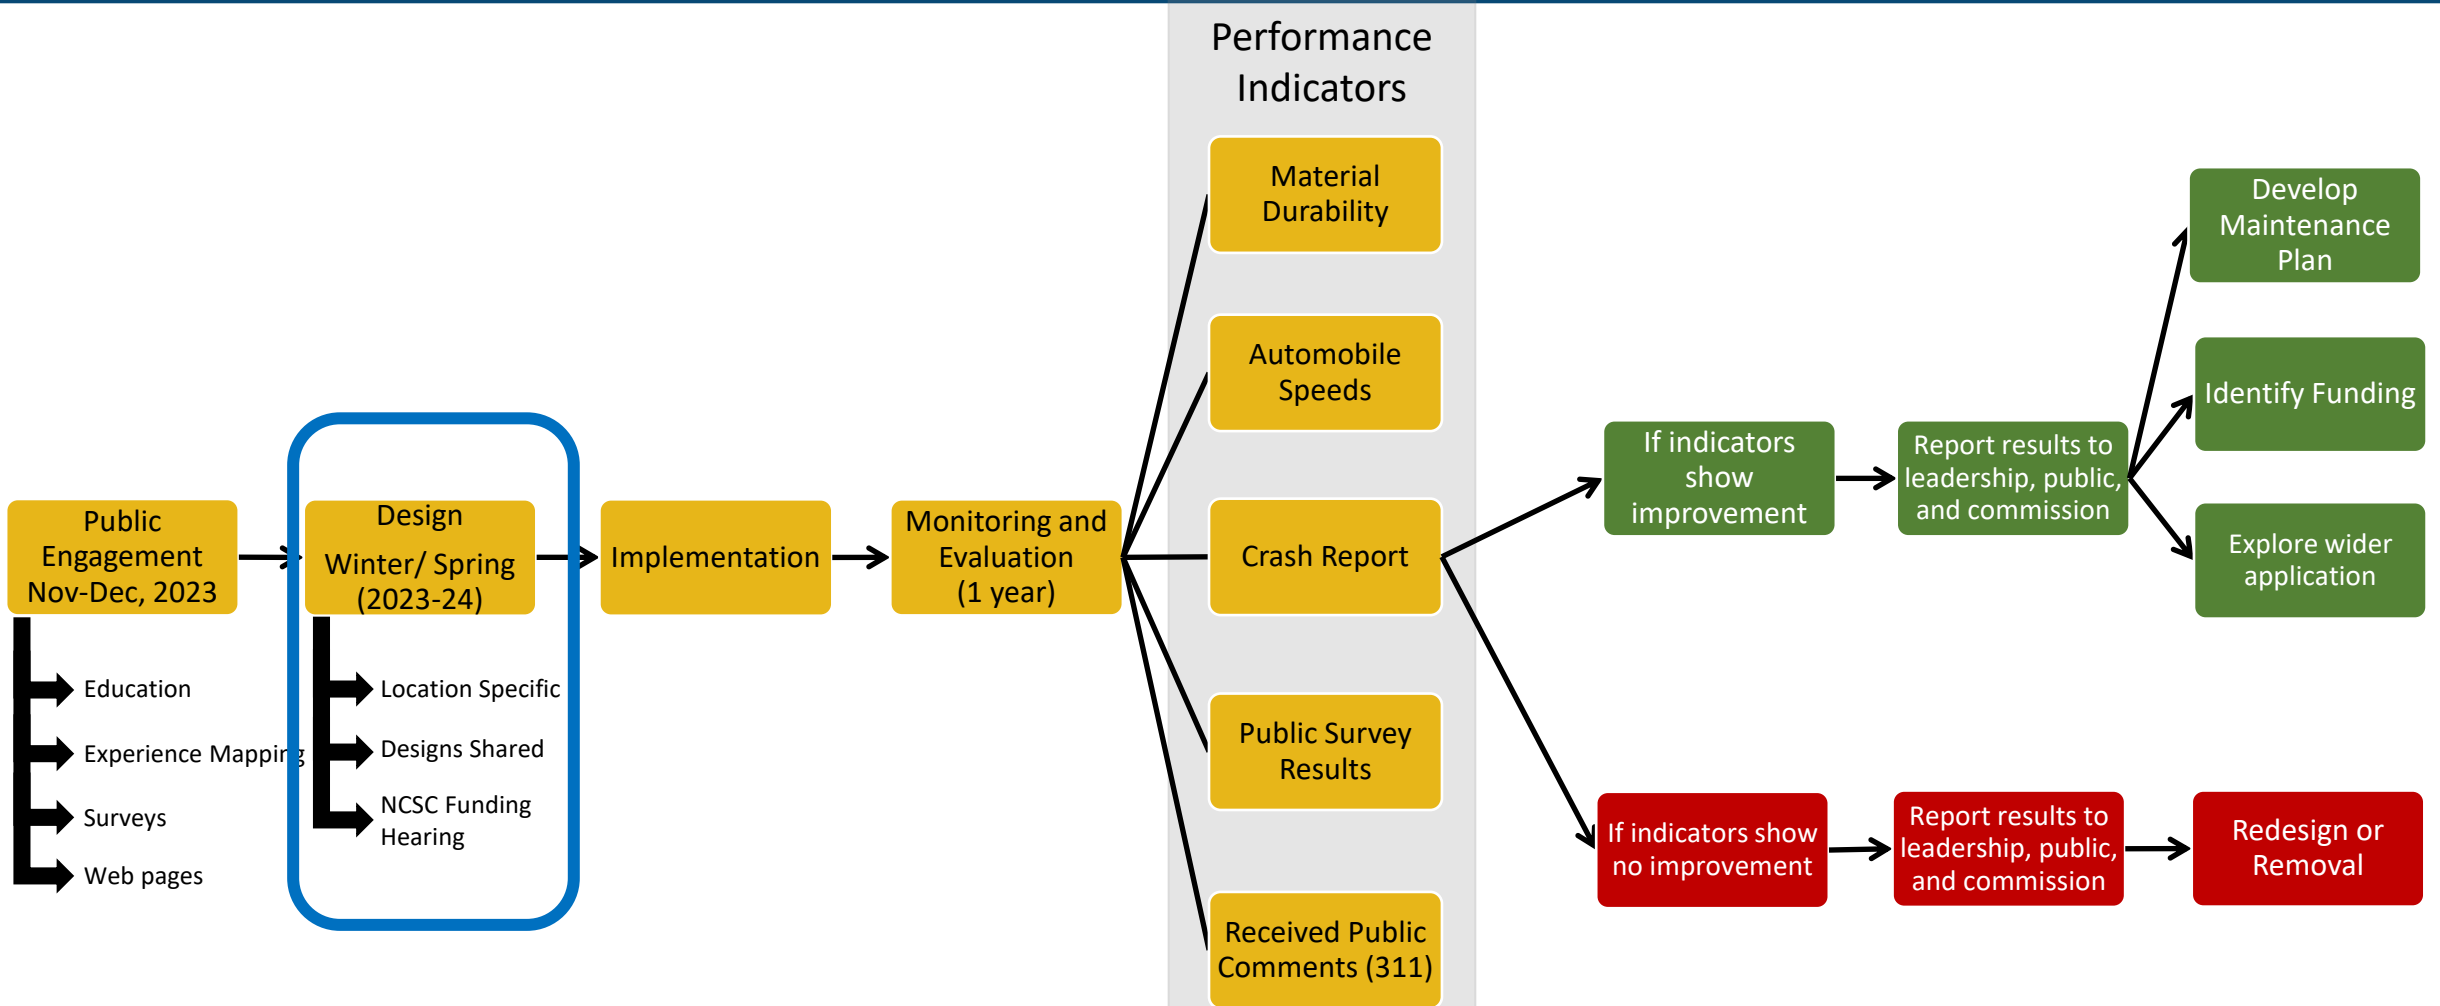 Performance
Indicators
Public
Engagement
Nov-Dec, 2023
Education
Experience Mapping
Surveys
Web pages
Design
Winter/ Spring
(2023-24)
Location Specific
Designs Shared
NCSC Funding
Hearing
Implementation
Monitoring and
Evaluation
(1 year)
Material
Durability
Automobile
Speeds
Crash Report
Public Survey
Results
Received Public
Comments (311)
If indicators
show
improvement
Report results to
leadership, public,
and commission
Develop
Maintenance
Plan
Identify Funding
Explore wider
application
If indicators show
no improvement
Report results to
leadership, public,
and commission
Redesign or
Removal